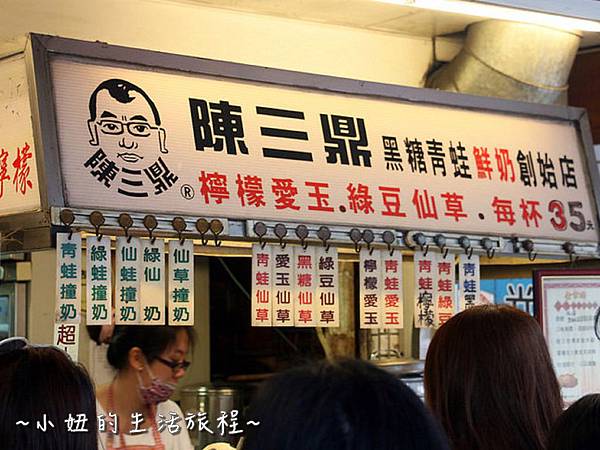 陳三鼎 黑糖青蛙鮮奶創始店
陳三鼎®
檸檬愛玉.綠豆仙草.每杯35元
檸檬
青蛙撞奶
綠蛙撞奶
仙蛙撞奶
綠仙
仙草撞奶
青蛙仙草
愛玉仙草
黑糖仙草
綠豆仙草
檸檬愛玉
青蛙愛玉
青蛙檸檬
青蛙綠豆
超
~小妞的生活旅程~